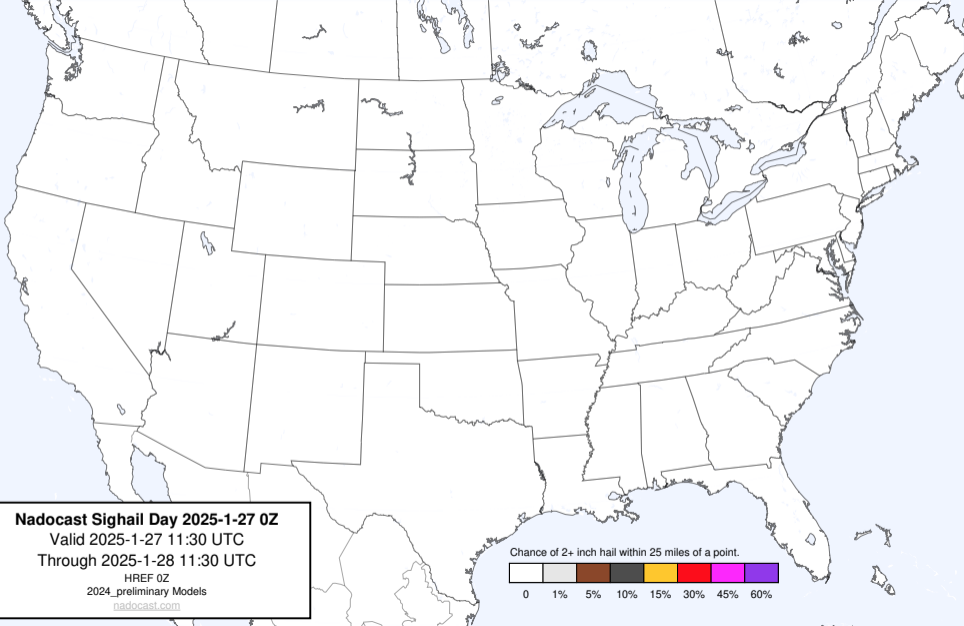 Nadocast Sighail Day 2025-1-27 0Z
Valid 2025-1-27 11:30 UTC
Through 2025-1-28 11:30 UTC
HREF 0Z
2024_preliminary Models
nadocast.com
Chance of 2+ inch hail within 25 miles of a point.
0 1% 5% 10% 15% 30% 45% 60%